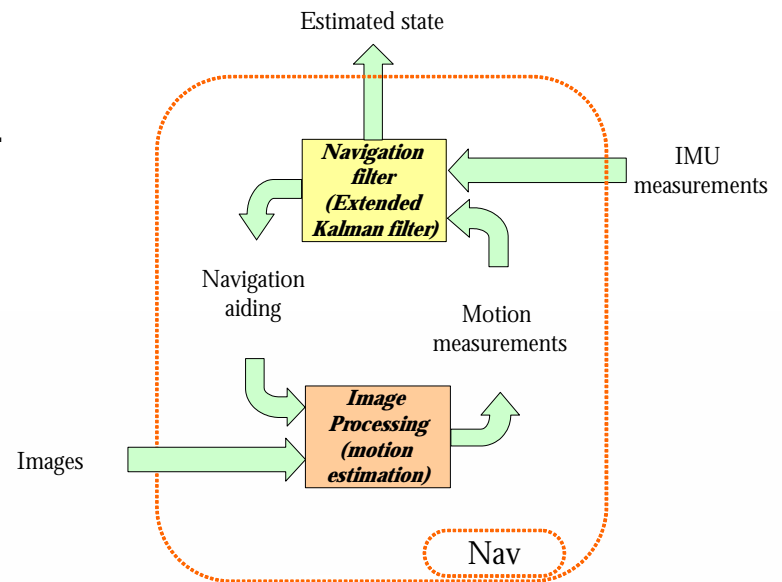 Estimated state
Navigation
filter
(Extended
Kalman filter)
IMU
measurements
Navigation
aiding
Motion
measurements
Image
Processing
(motion
estimation)
Images
Nav